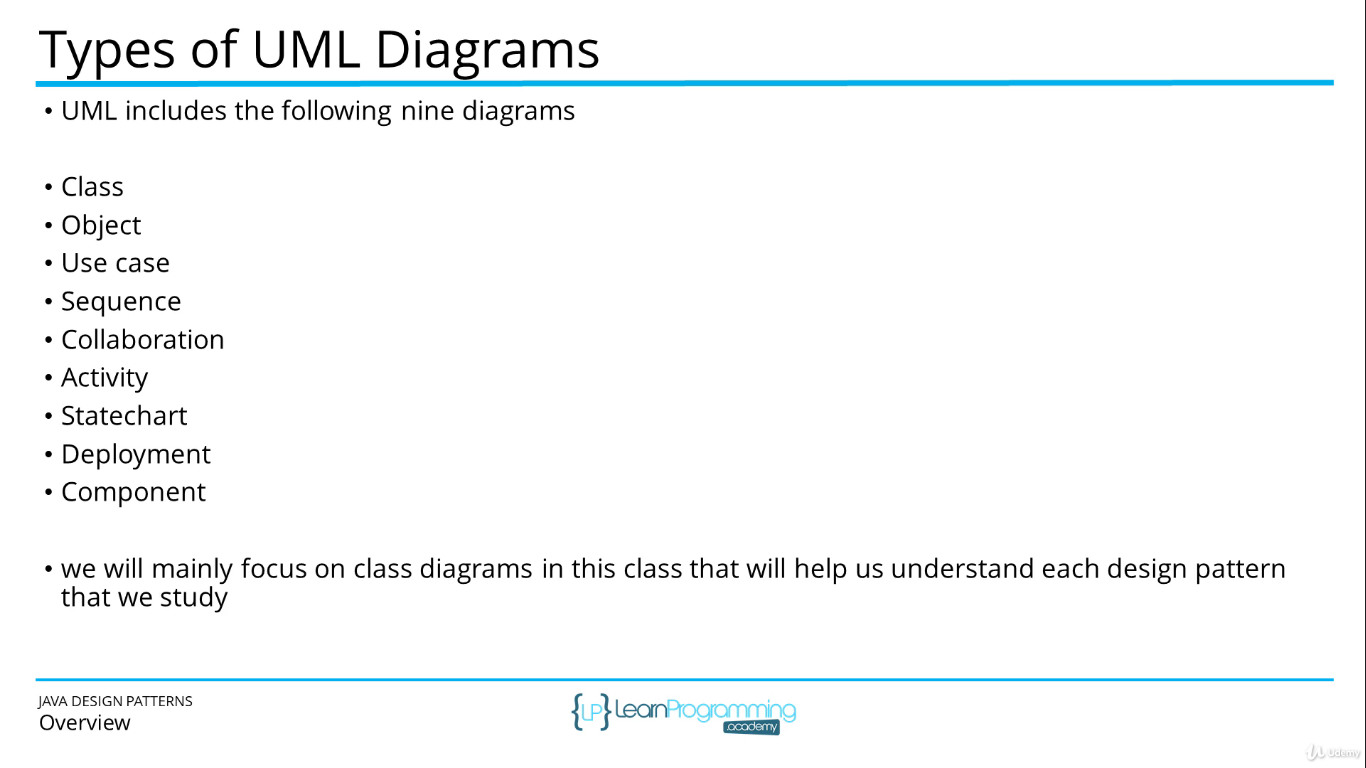 Types of UML Diagrams
• UML includes the following nine diagrams
• Class
• Object
• Use case
• Sequence
• Collaboration
• Activity
• Statechart
• Deployment
• Component
• we will mainly focus on class diagrams in this class that will help us understand each design pattern
that we study
JAVA DESIGN PATTERNS
Overview
{LP} LearnProgramming
.academy
Udemy